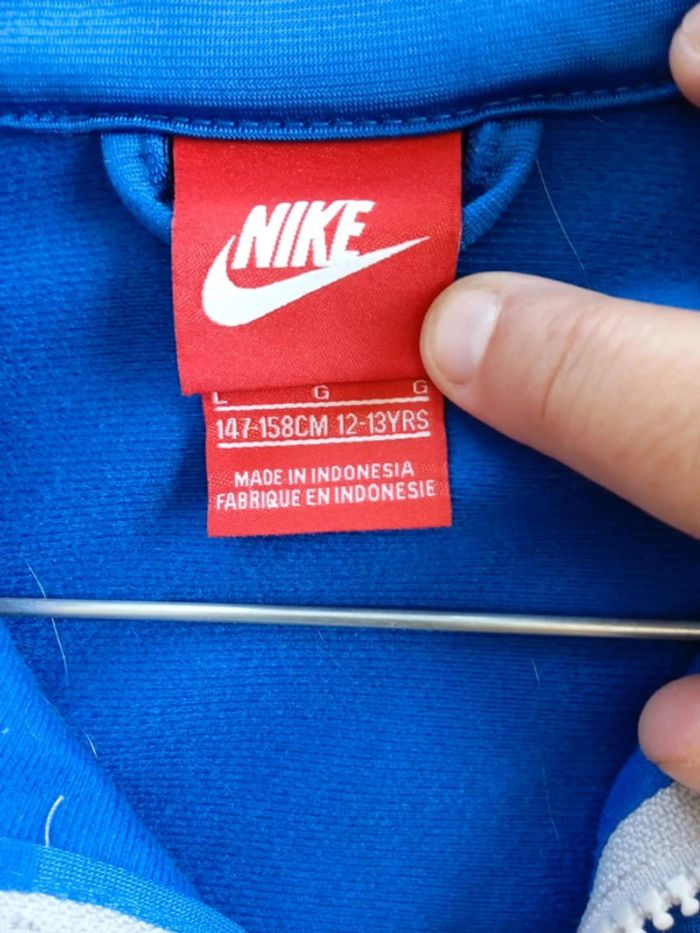 NIKE
L G G
147-158CM 12-13YRS
MADE IN INDONESIA
FABRIQUE EN INDONESIE